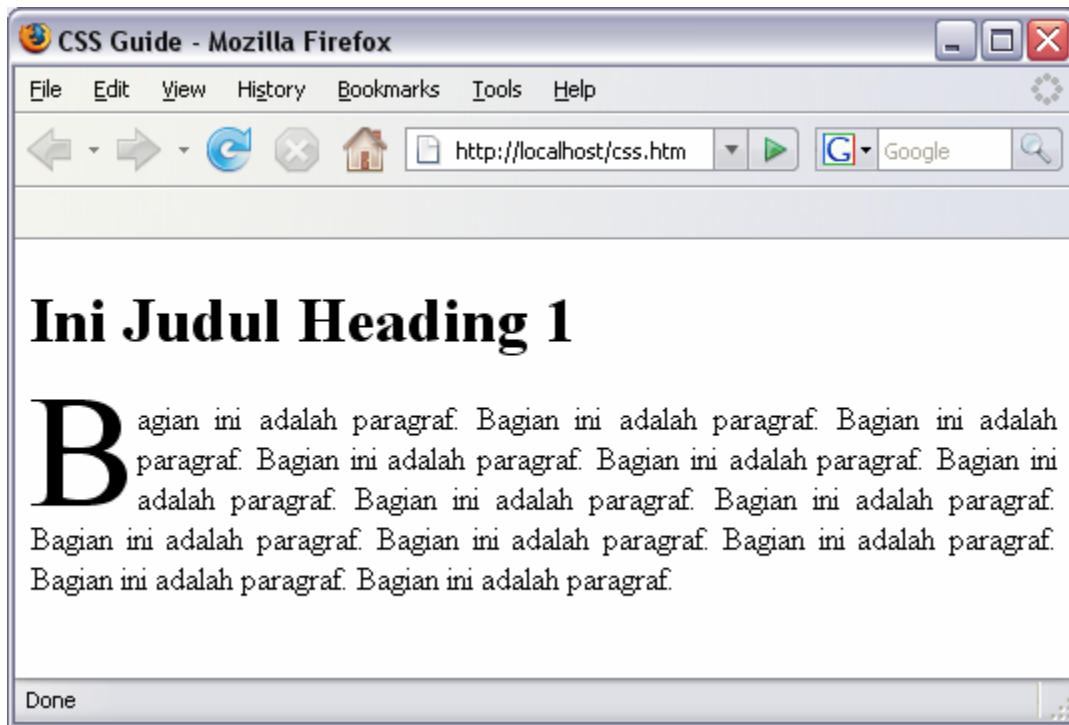 CSS Guide - Mozilla Firefox
File Edit View History Bookmarks Tools Help
http://localhost/css.htm G Google
Ini Judul Heading 1
Bagian ini adalah paragraf. Bagian ini adalah paragraf. Bagian ini adalah
paragraf. Bagian ini adalah paragraf. Bagian ini adalah paragraf. Bagian ini
adalah paragraf. Bagian ini adalah paragraf. Bagian ini adalah paragraf.
Bagian ini adalah paragraf. Bagian ini adalah paragraf. Bagian ini adalah paragraf.
Bagian ini adalah paragraf. Bagian ini adalah paragraf.
Done